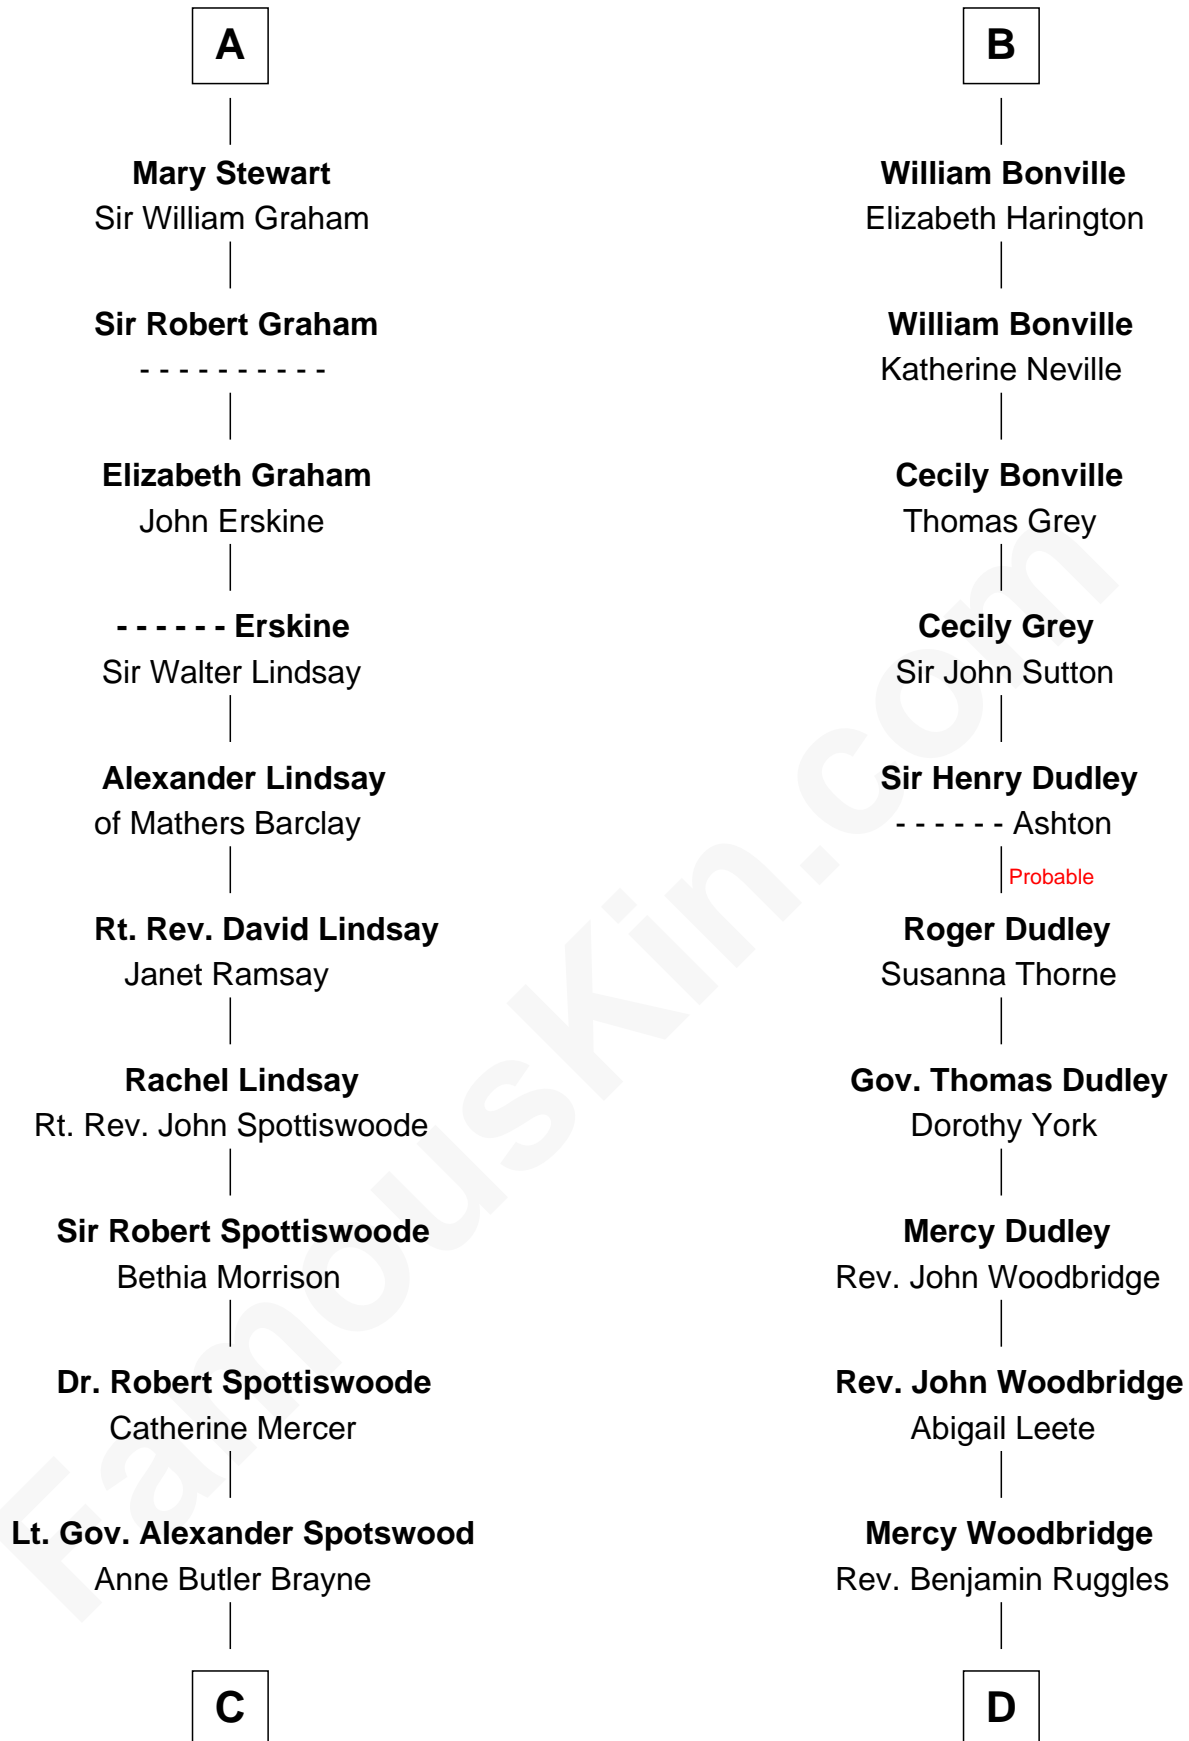 A
Mary Stewart
Sir William Graham
Sir Robert Graham
- - - - - - - - - -
Elizabeth Graham
John Erskine
- - - - - - Erskine
Sir Walter Lindsay
Alexander Lindsay
of Mathers Barclay
Rt. Rev. David Lindsay
Janet Ramsay
Rachel Lindsay
Rt. Rev. John Spottiswoode
Sir Robert Spottiswoode
Bethia Morrison
Dr. Robert Spottiswoode
Catherine Mercer
Lt. Gov. Alexander Spotswood
Anne Butler Brayne
C
B
William Bonville
Elizabeth Harington
William Bonville
Katherine Neville
Cecily Bonville
Thomas Grey
Cecily Grey
Sir John Sutton
Sir Henry Dudley
- - - - - - Ashton
Probable
Roger Dudley
Susanna Thorne
Gov. Thomas Dudley
Dorothy York
Mercy Dudley
Rev. John Woodbridge
Rev. John Woodbridge
Abigail Leete
Mercy Woodbridge
Rev. Benjamin Ruggles
D
FamousKin.com